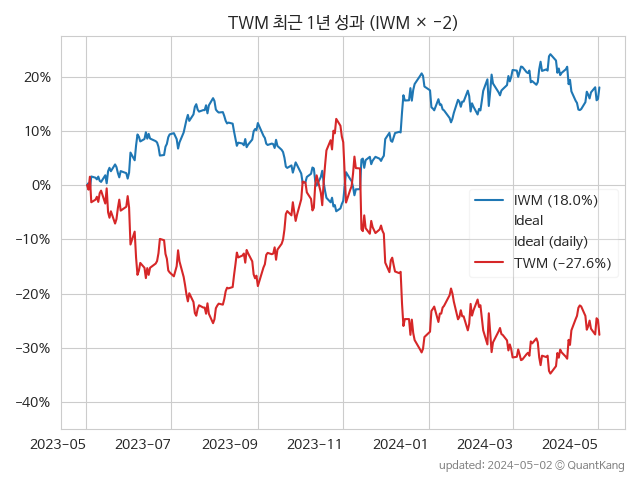 TWM 최근 1년 성과 (IWM × −2)
20%
10%
0%
−10%
−20%
−30%
−40%
IWM (18.0%)
Ideal
Ideal (daily)
TWM (−27.6%)
2023-05 2023-07 2023-09 2023-11 2024-01 2024-03 2024-05
updated: 2024-05-02 © QuantKang